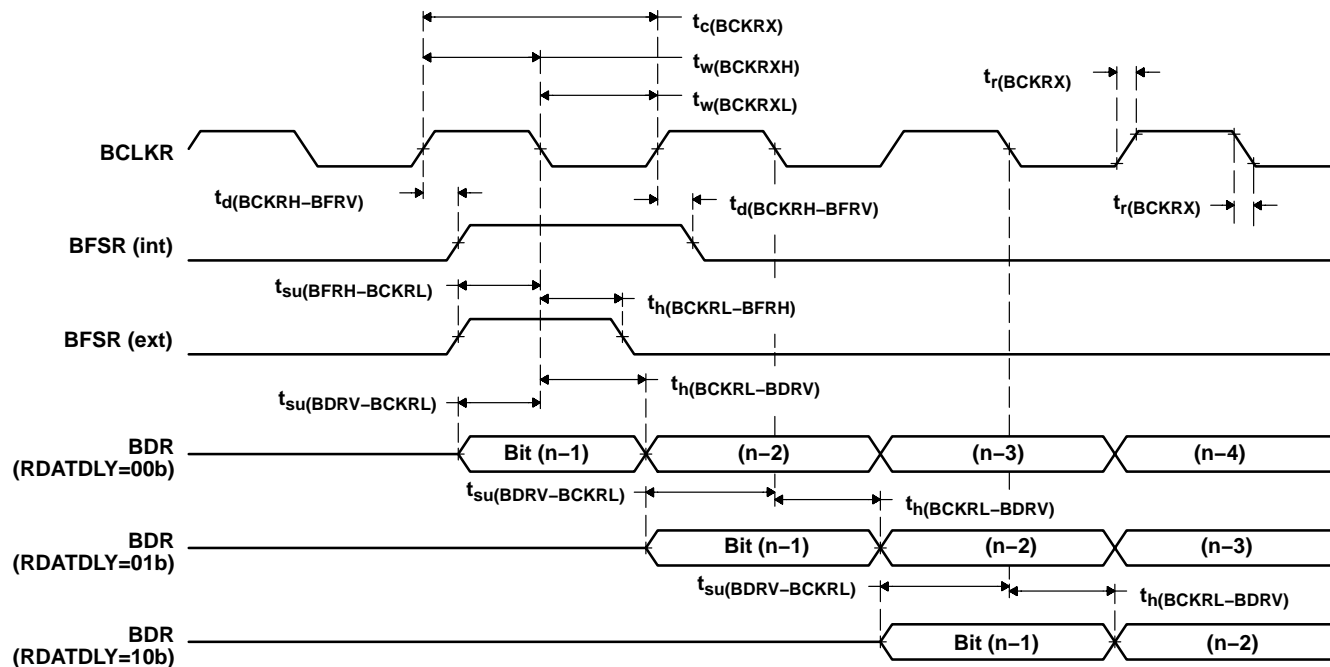 tc(BCKRX)
tw(BCKRXH)
tr(BCKRX)
tw(BCKRXL)
BCLKR
td(BCKRH–BFRV)
td(BCKRH–BFRV)
tr(BCKRX)
BFSR (int)
tsu(BFRH–BCKRL)
th(BCKRL–BFRH)
BFSR (ext)
th(BCKRL–BDRV)
tsu(BDRV–BCKRL)
BDR
(RDATDLY=00b)
Bit (n–1)
(n–2)
(n–3)
(n–4)
tsu(BDRV–BCKRL)
th(BCKRL–BDRV)
BDR
(RDATDLY=01b)
Bit (n–1)
(n–2)
(n–3)
tsu(BDRV–BCKRL)
th(BCKRL–BDRV)
BDR
(RDATDLY=10b)
Bit (n–1)
(n–2)